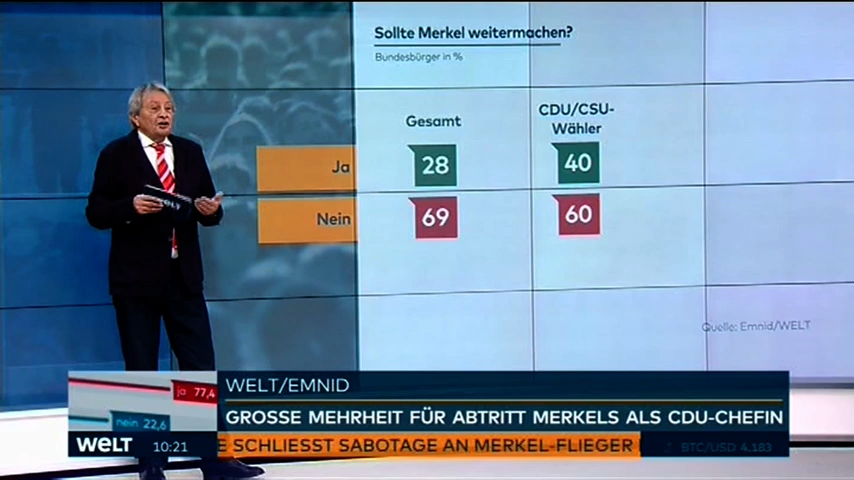 Sollte Merkel weitermachen?
Bundesbürger in %
Gesamt
CDU/CSU-
Wähler
Ja
28
40
Nein
69
60
Quelle: Emnid/WELT
WELT
ja 77,4
nein 22,6
WELT/EMNID
GROSSE MEHRHEIT FÜR ABTRITT MERKELS ALS CDU-CHEFIN
WELT 10:21
E SCHLIESST SABOTAGE AN MERKEL-FLIEGER
BTC/USD 4.183